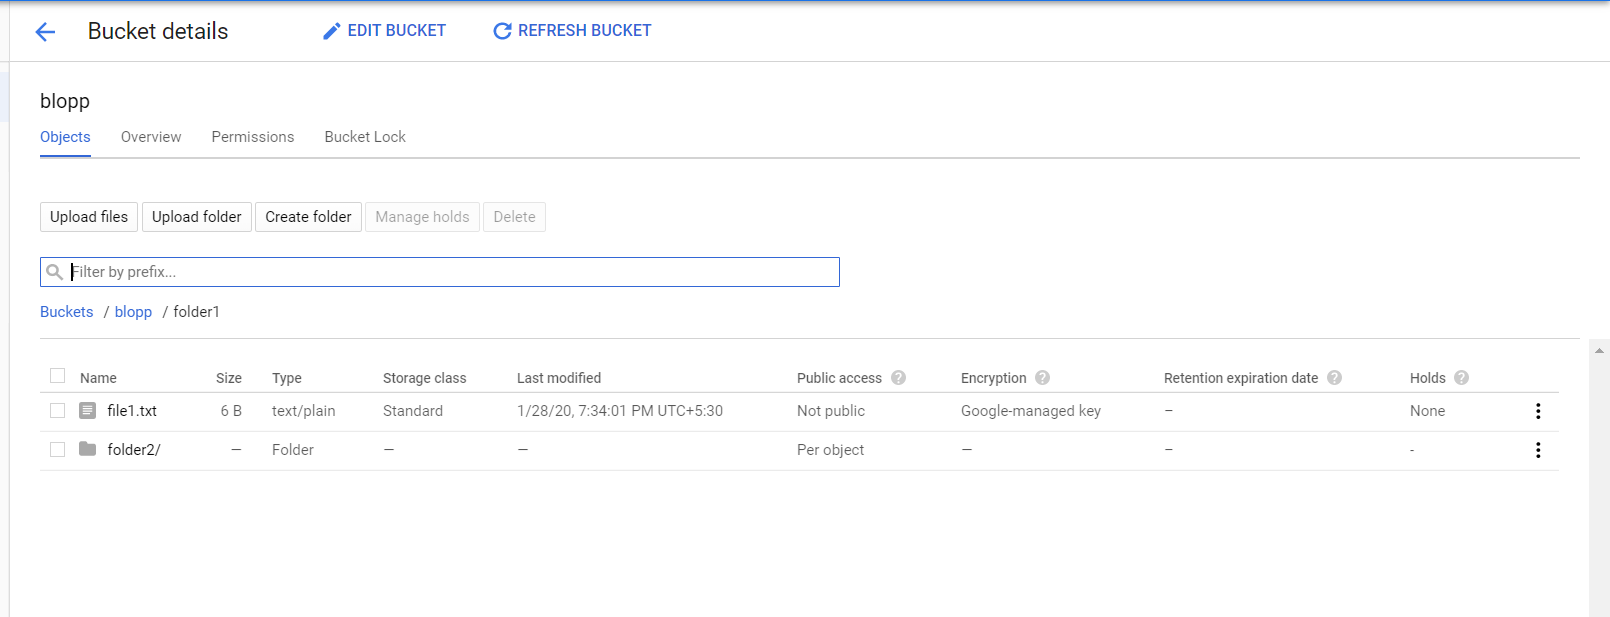 Bucket details EDIT BUCKET REFRESH BUCKET
blopp
Objects Overview Permissions Bucket Lock
Upload files Upload folder Create folder Manage holds Delete
Filter by prefix...
Buckets / blopp / folder1
Name Size Type Storage class Last modified Public access ? Encryption ? Retention expiration date ? Holds ?
file1.txt 6 B text/plain Standard 1/28/20, 7:34:01 PM UTC+5:30 Not public Google-managed key – None
folder2/ — Folder — — Per object — – -